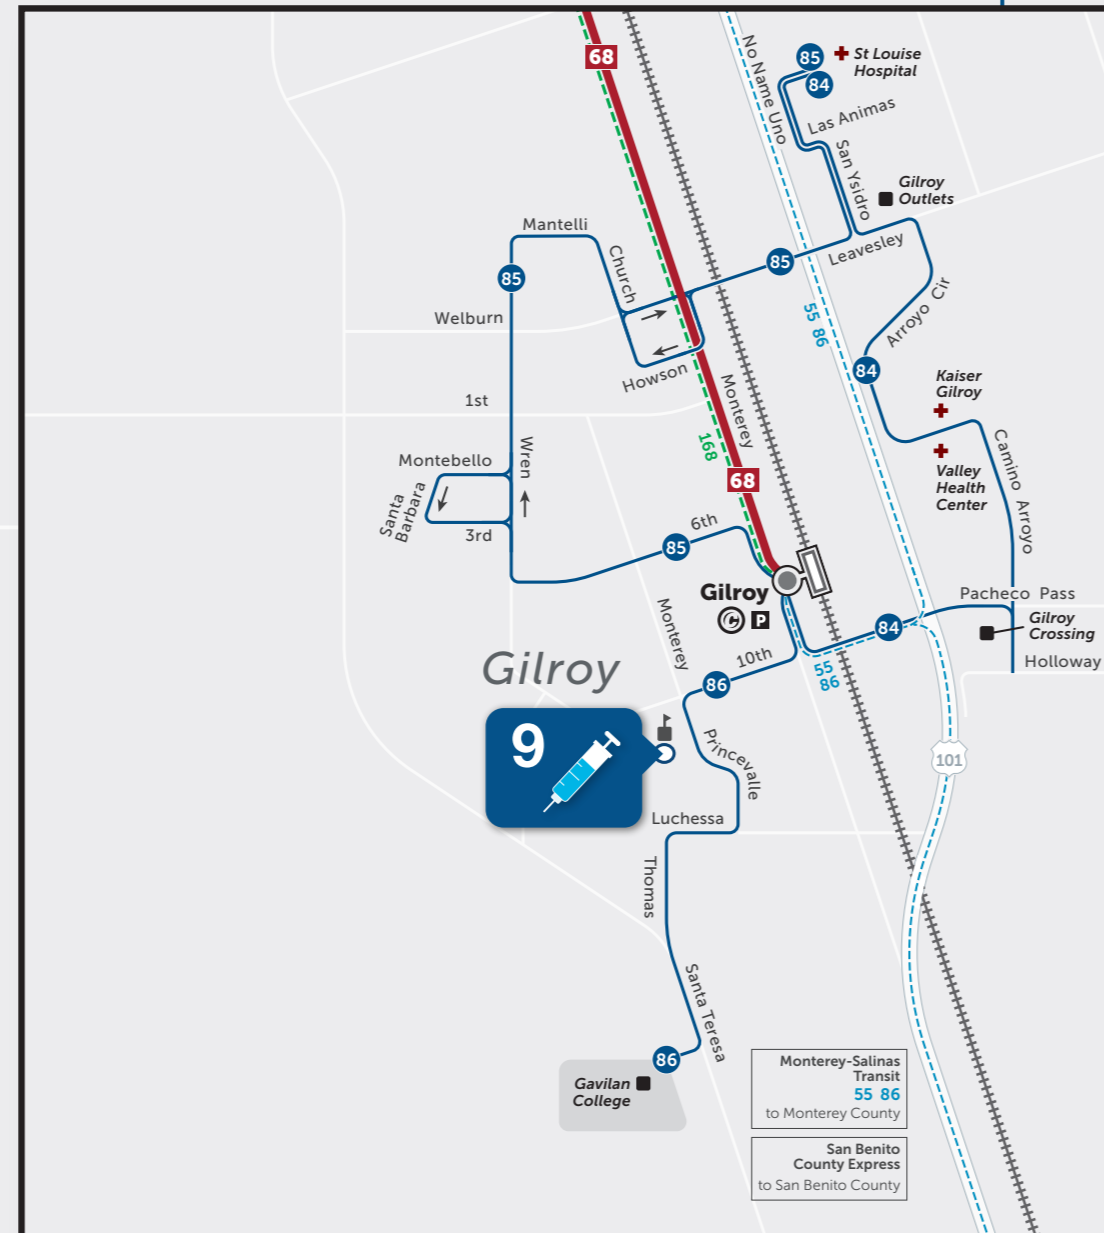 68
No Name Uno
85
St Louise
Hospital
84
Las Animas
San Ysidro
Gilroy
Outlets
Mantelli
Church
85
85
Leavesley
Welburn
Arroyo Cir
55 86
Howson
84
Kaiser
Gilroy
1st
Monterey
168
Montebello
Wren
Camino Arroyo
Valley
Health
Center
Santa
Barbara
68
3rd
6th
85
Gilroy
C
P
Pacheco Pass
84
Gilroy
Crossing
Monterey
10th
Holloway
Gilroy
55
86
86
9
Princevalle
101
Luchessa
Thomas
Santa Teresa
86
Gavilan
College
Monterey-Salinas
Transit
55 86
to Monterey County
San Benito
County Express
to San Benito County